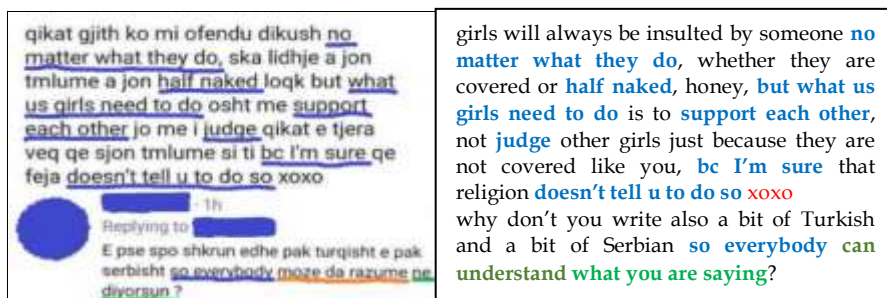 qikat gjith ko mi ofendu dikush no
matter what they do, ska lidhje a jon
tmlume a jon half naked loqk but what
us girls need to do osht me support
each other jo me i judge qikat e tjera
veq qe sjon tmlume si ti bc I'm sure qe
feja doesn't tell u to do so xoxo
1h
Replying to
E pse spo shkrun edhe pak turqisht e pak
serbisht so everybody moze da razume ne
diyorsun ?
girls will always be insulted by someone no
matter what they do, whether they are
covered or half naked, honey, but what us
girls need to do is to support each other,
not judge other girls just because they are
not covered like you, bc I'm sure that
religion doesn't tell u to do so xoxo
why don't you write also a bit of Turkish
and a bit of Serbian so everybody can
understand what you are saying?